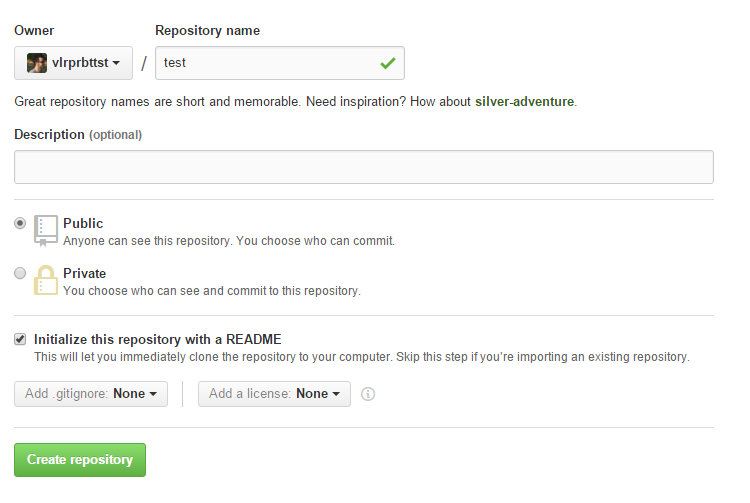 Owner Repository name
vlrprbttst / test
Great repository names are short and memorable. Need inspiration? How about silver-adventure.
Description (optional)
Public
Anyone can see this repository. You choose who can commit.
Private
You choose who can see and commit to this repository.
Initialize this repository with a README
This will let you immediately clone the repository to your computer. Skip this step if you’re importing an existing repository.
Add .gitignore: None Add a license: None
Create repository